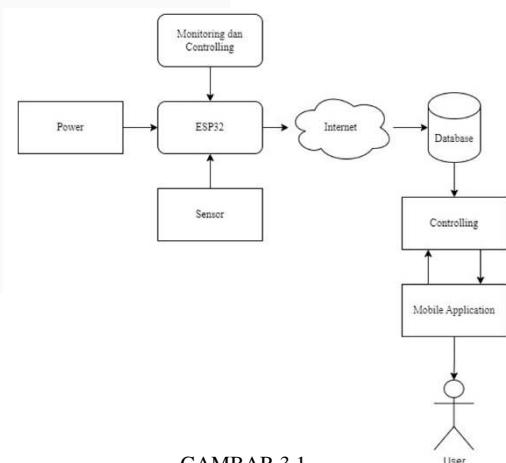 Monitoring dan
Controlling
Power
ESP32
Internet
Database
Sensor
Controlling
Mobile Application
User
GAMBAR 3.1